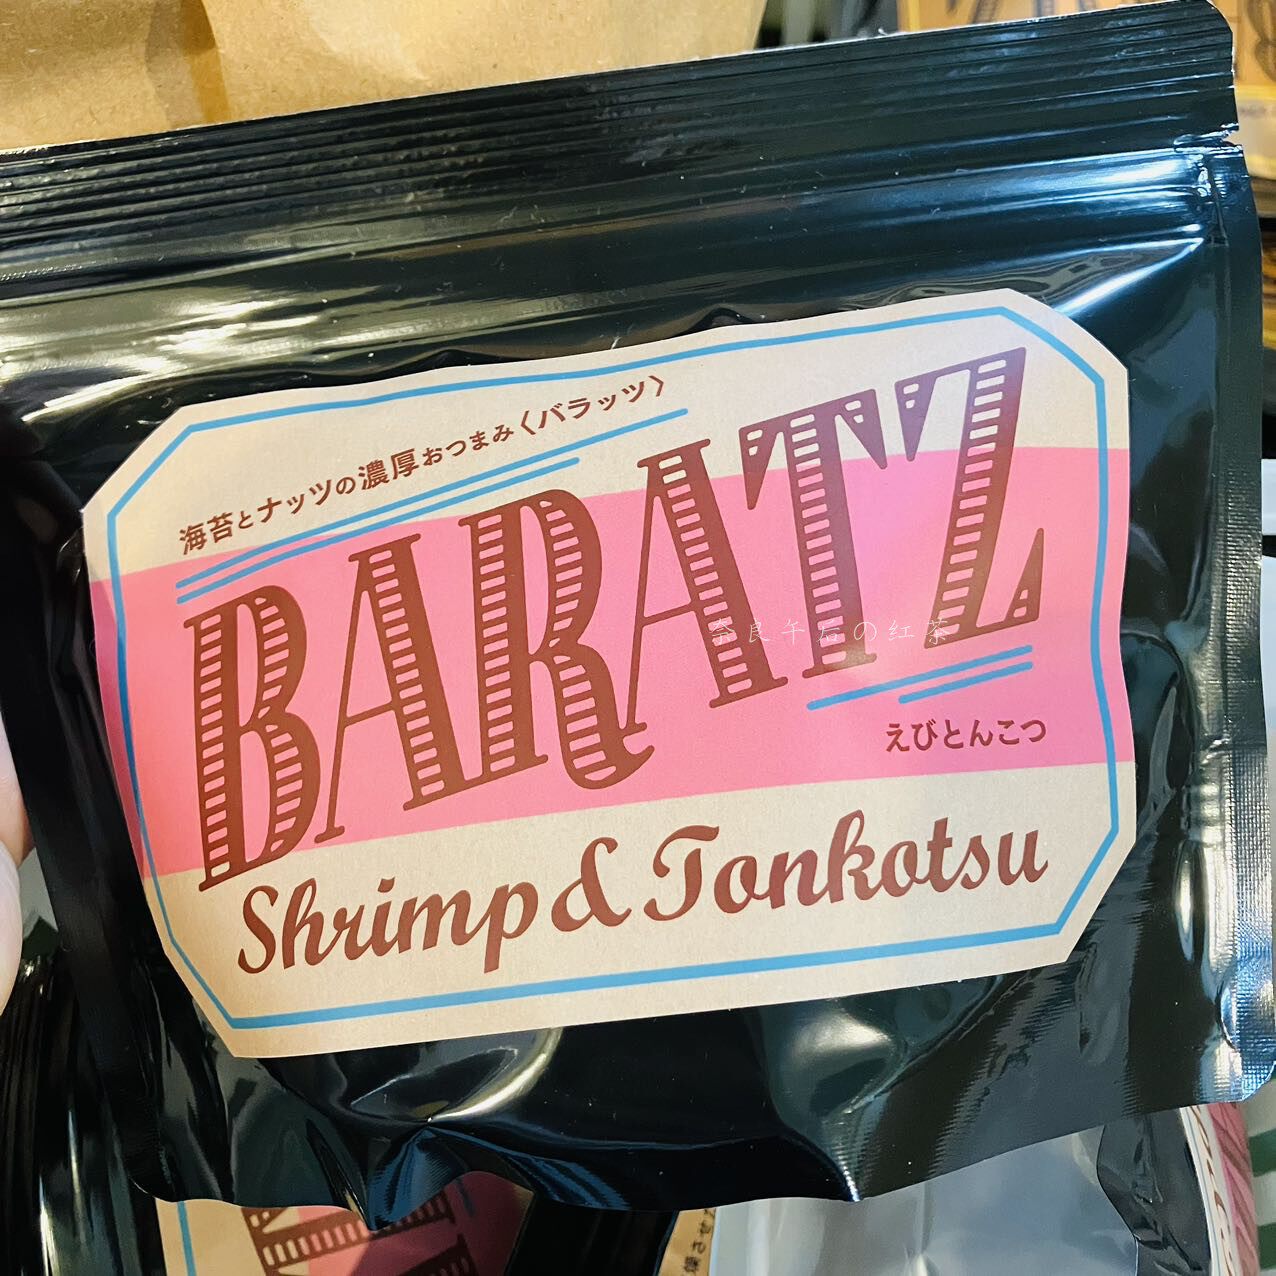 海苔とナッツの濃厚おつまみ〈バラッツ〉
BARATZ
奈良午后の紅茶
えびとんこつ
Shrimp & Tonkotsu